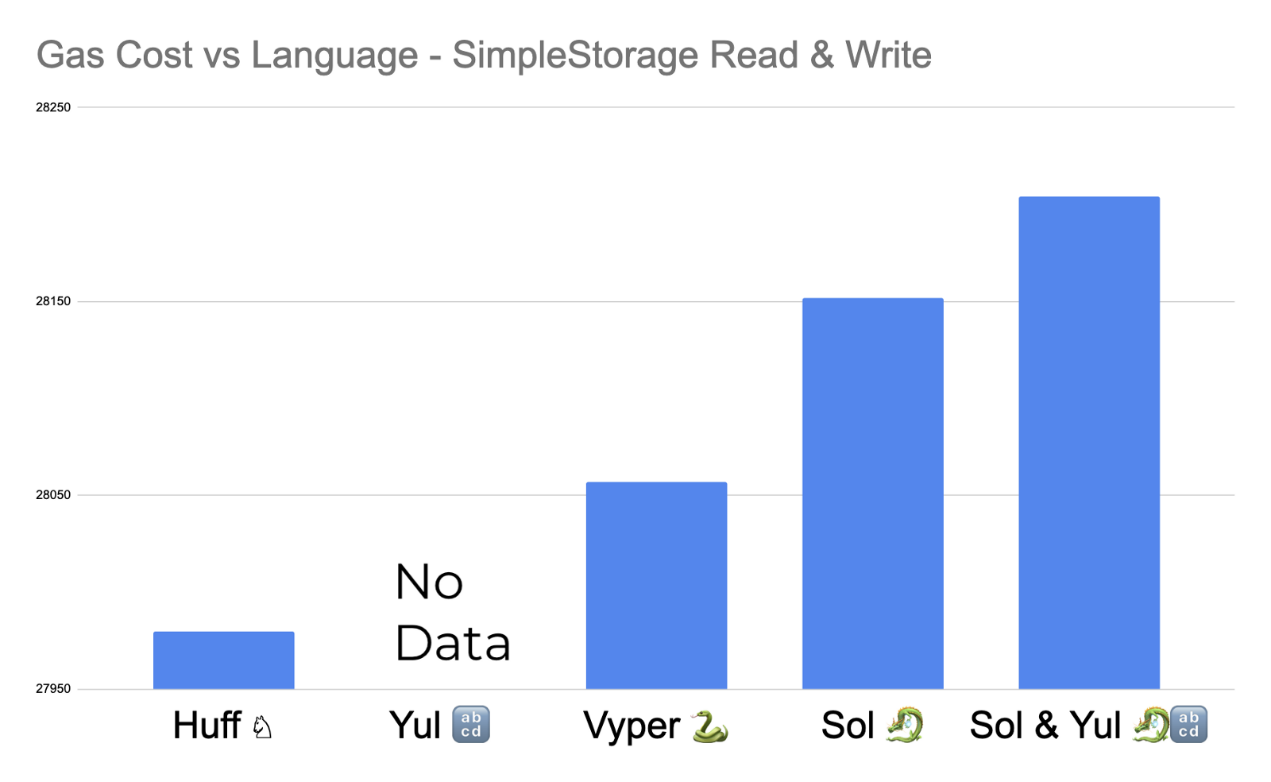 Gas Cost vs Language - SimpleStorage Read & Write
28250
28150
28050
27950
No
Data
Huff ♘
Yul 🔡
Vyper 🐍
Sol 🐉
Sol & Yul 🐉🔡